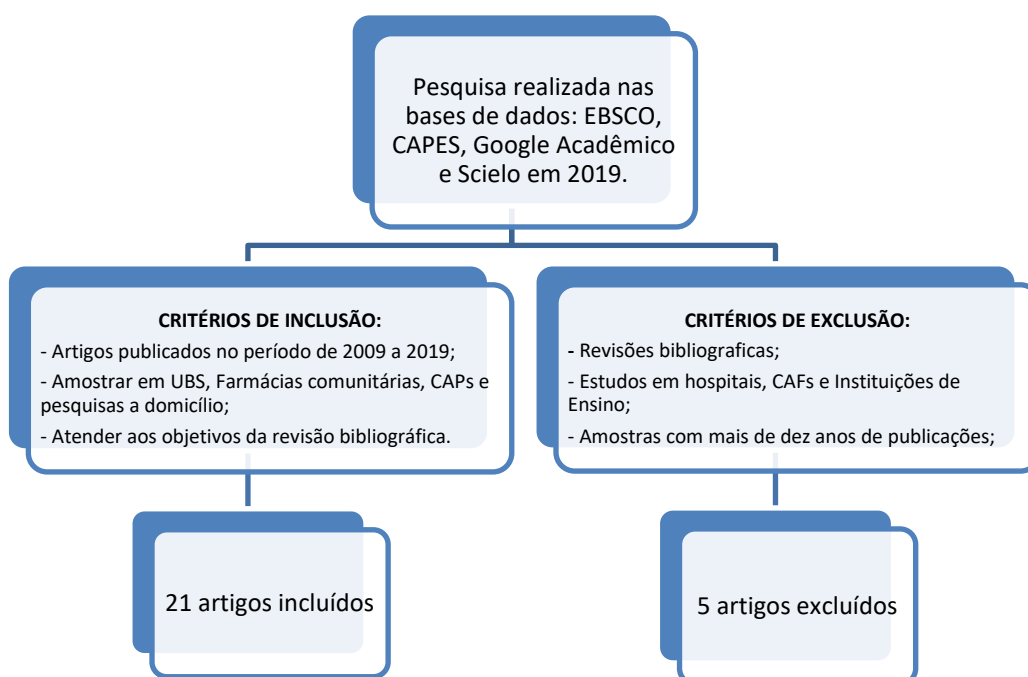 Pesquisa realizada nas
bases de dados: EBSCO,
CAPES, Google Acadêmico
e Scielo em 2019.
CRITÉRIOS DE INCLUSÃO:
- Artigos publicados no período de 2009 a 2019;
- Amostrar em UBS, Farmácias comunitárias, CAPs e
pesquisas a domicílio;
- Atender aos objetivos da revisão bibliográfica.
CRITÉRIOS DE EXCLUSÃO:
- Revisões bibliograficas;
- Estudos em hospitais, CAFs e Instituições de
Ensino;
- Amostras com mais de dez anos de publicações;
21 artigos incluídos
5 artigos excluídos